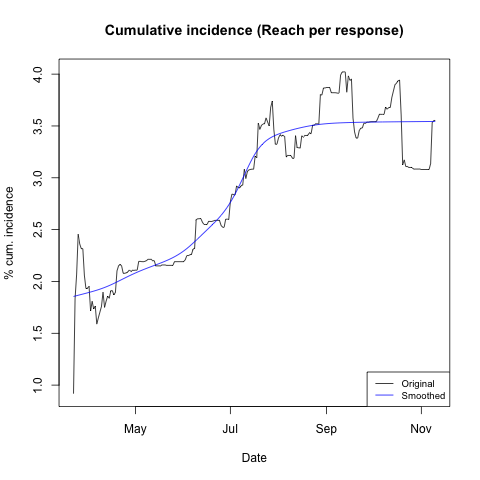 Cumulative incidence (Reach per response)
4.0
3.5
3.0
2.5
2.0
1.5
1.0
% cum. incidence
May
Jul
Sep
Nov
Date
Original
Smoothed